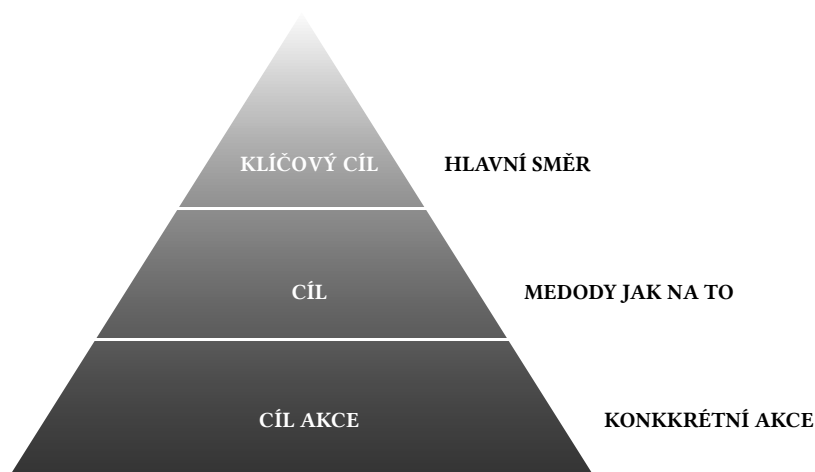 KLÍČOVÝ CÍL HLAVNÍ SMĚR
CÍL MEDODY JAK NA TO
CÍL AKCE KONKKRÉTNÍ AKCE